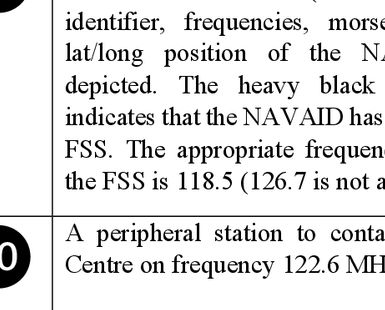 identifier, frequencies, morse
lat/long position of the NA
depicted. The heavy black
indicates that the NAVAID has
FSS. The appropriate frequenc
the FSS is 118.5 (126.7 is not a
A peripheral station to conta
0
Centre on frequency 122.6 MH